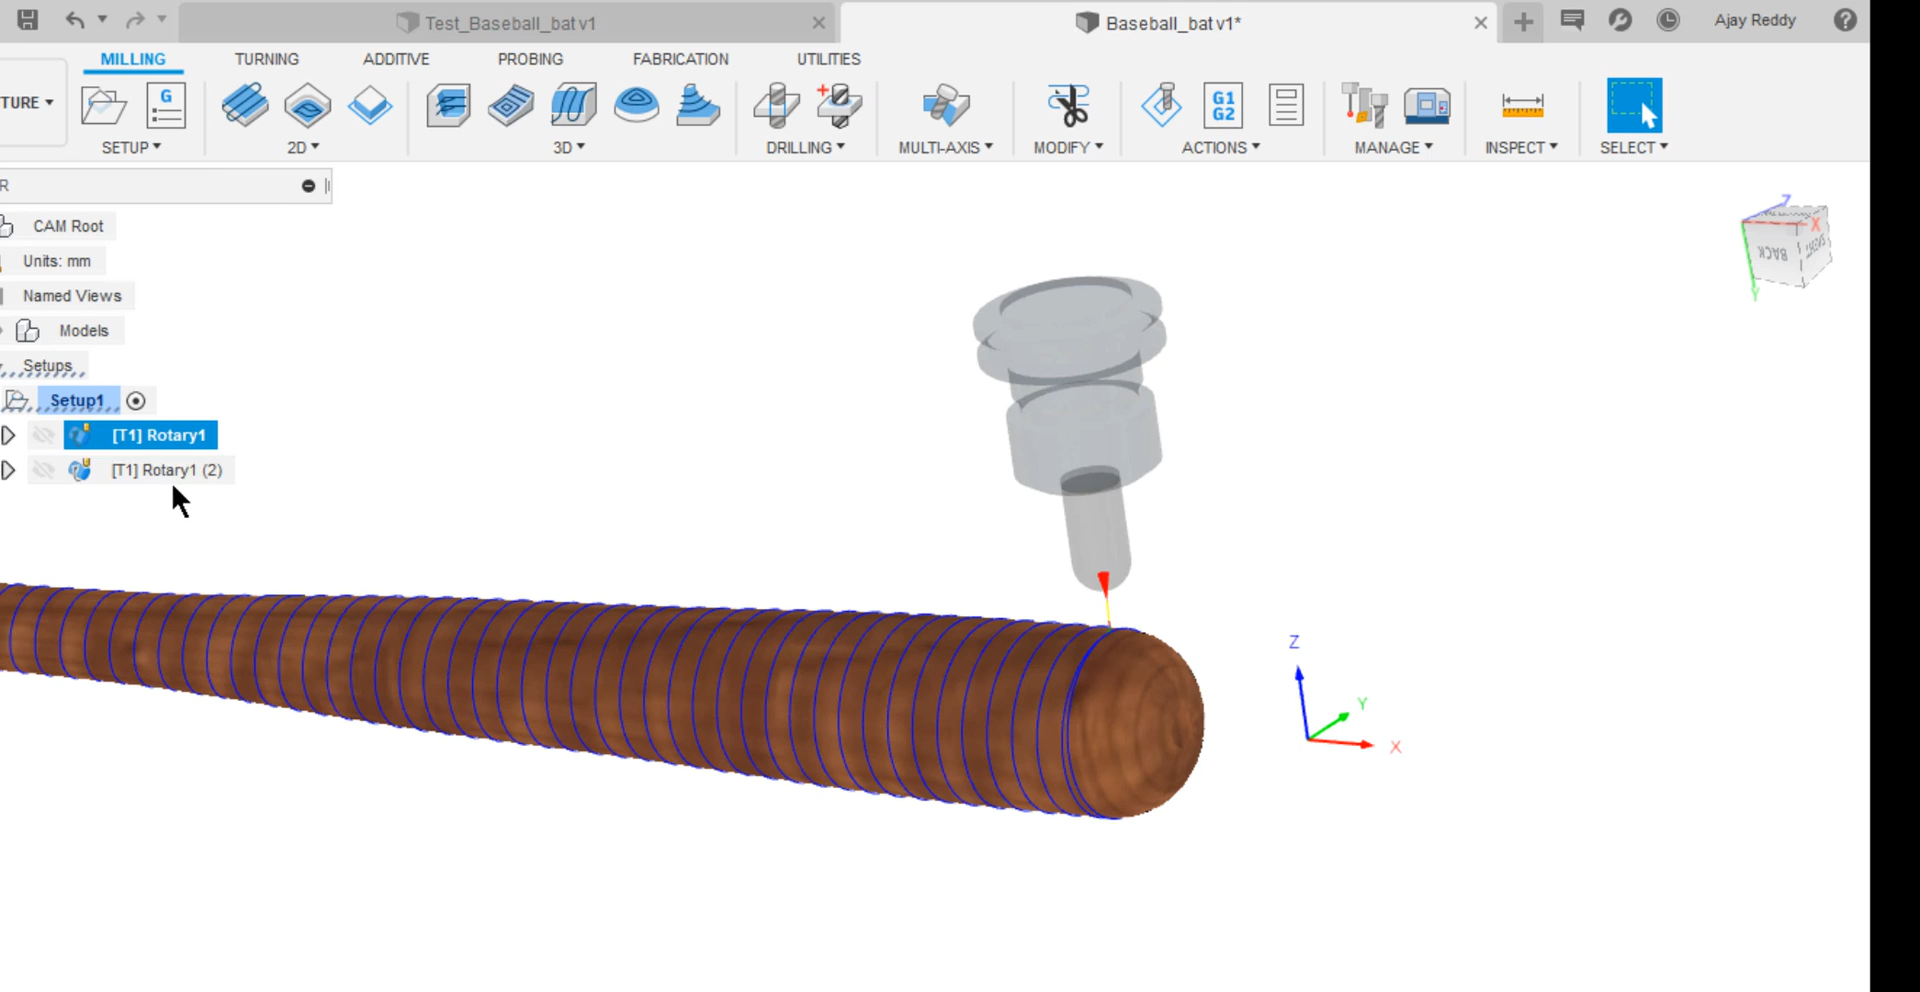 Test_Baseball_bat v1
Baseball_bat v1*
Ajay Reddy
MILLING
TURNING
ADDITIVE
PROBING
FABRICATION
UTILITIES
TURE
G
G1
G2
SETUP
2D
3D
DRILLING
MULTI-AXIS
MODIFY
ACTIONS
MANAGE
INSPECT
SELECT
R
CAM Root
Units: mm
Named Views
Models
Setups
Setup1
[T1] Rotary1
[T1] Rotary1 (2)
Z
X
BACK
Y
Z
Y
X